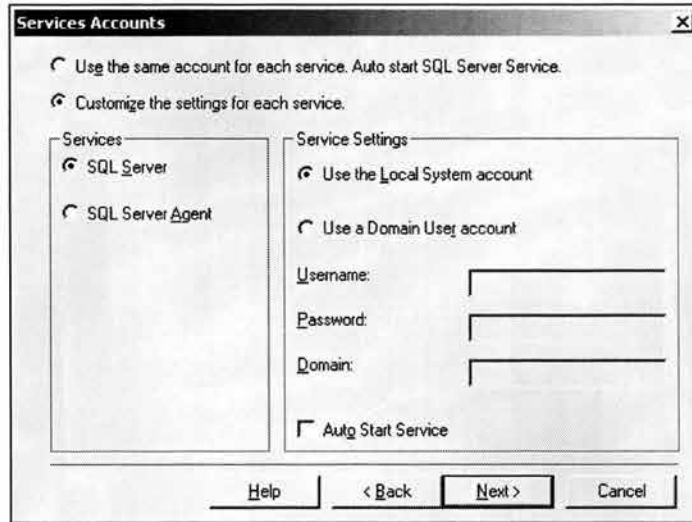 Services Accounts
Use the same account for each service. Auto start SQL Server Service.
Customize the settings for each service.
Services
SQL Server
SQL Server Agent
Service Settings
Use the Local System account
Use a Domain User account
Username:
Password:
Domain:
Auto Start Service
Help
< Back
Next >
Cancel